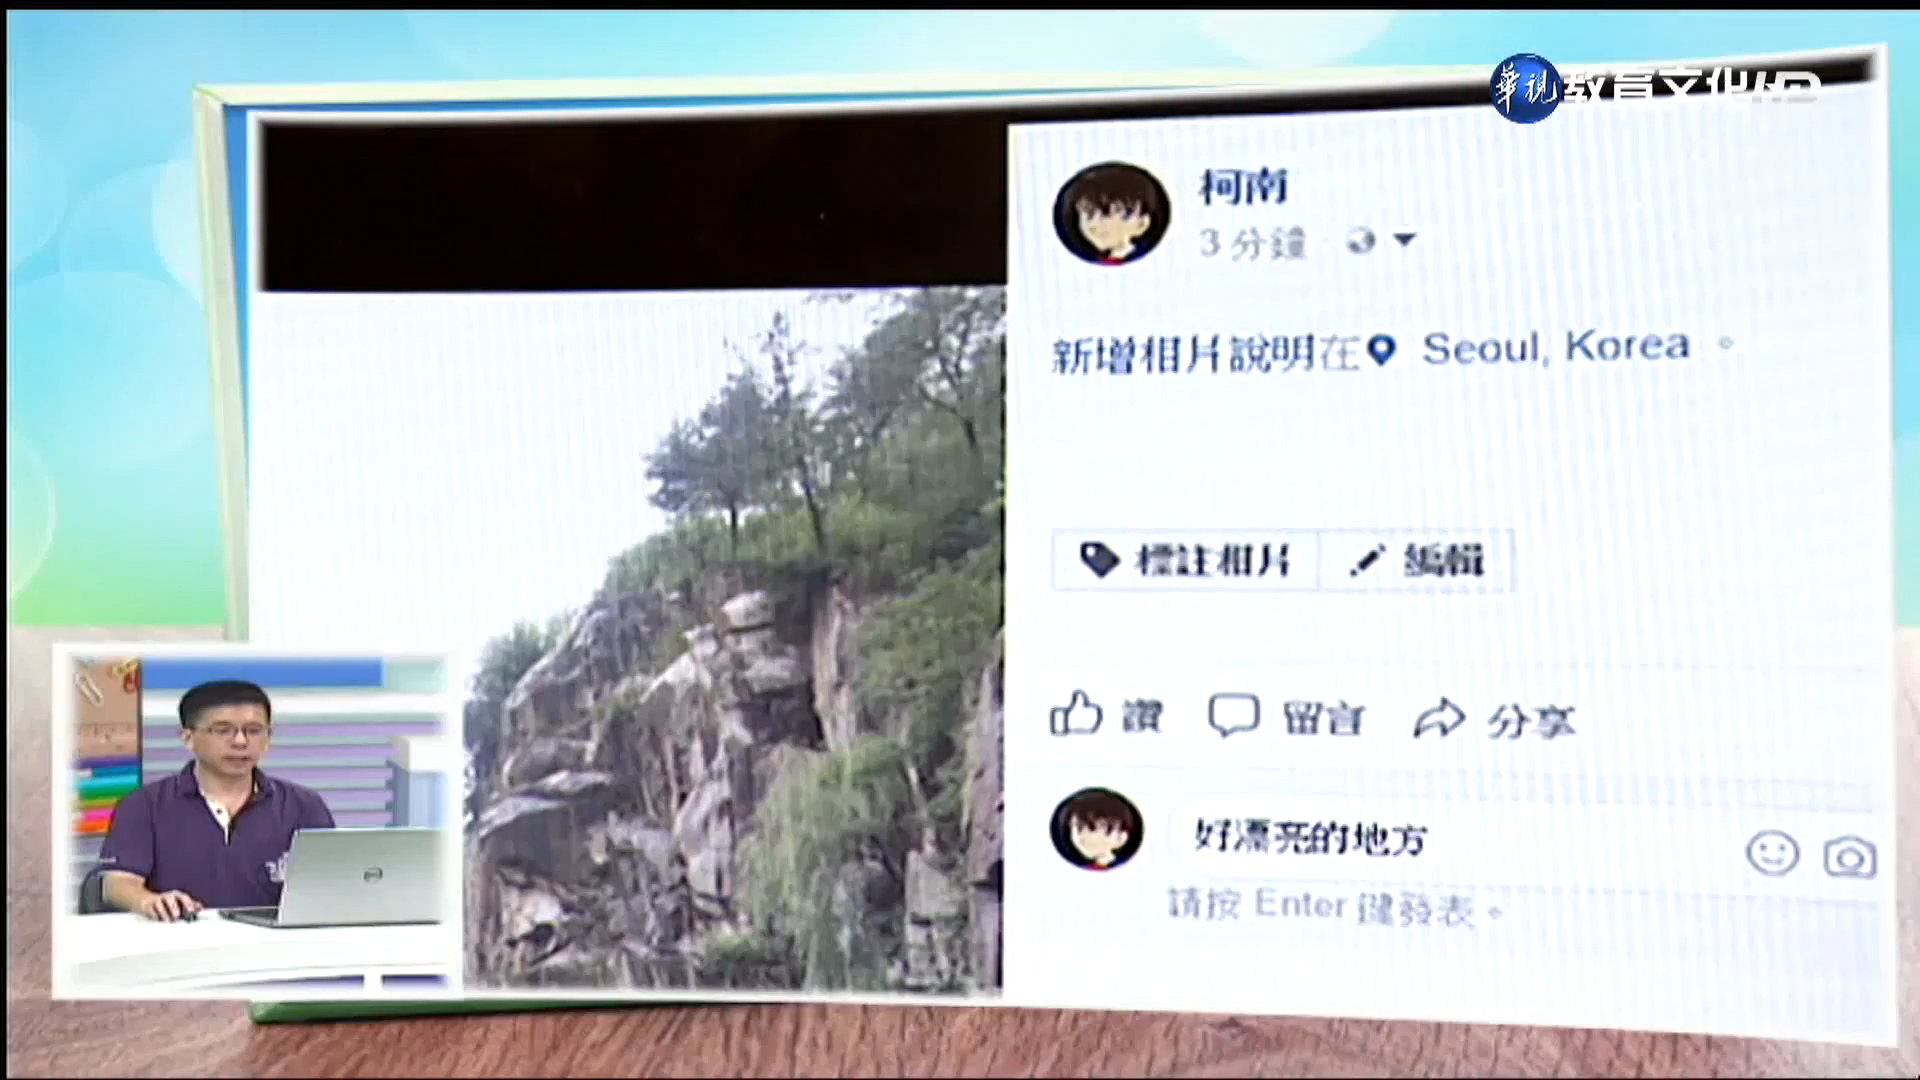 華視 教育文化HD
柯南
3 分鐘
新增相片說明在 Seoul, Korea 。
標註相片 編輯
讚 留言 分享
好漂亮的地方
請按 Enter 鍵發表。